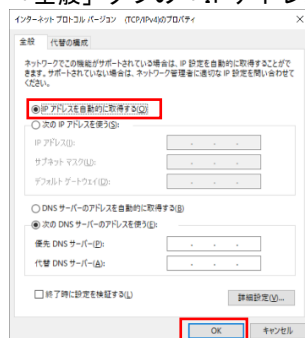 インターネット プロトコル バージョン (TCP/IPv4)のプロパティ
×
全般
代替の構成
ネットワークでこの機能がサポートされている場合は、IP 設定を自動的に取得することがで
きます。サポートされていない場合は、ネットワーク管理者に適切な IP 設定を問い合わせて
ください。
IP アドレスを自動的に取得する(O)
次の IP アドレスを使う(S):
IP アドレス(I):
サブネット マスク(U):
デフォルト ゲートウェイ(D):
DNS サーバーのアドレスを自動的に取得する(B)
次の DNS サーバーのアドレスを使う(E):
優先 DNS サーバー(P):
代替 DNS サーバー(A):
終了時に設定を検証する(L)
詳細設定(V)...
OK
キャンセル